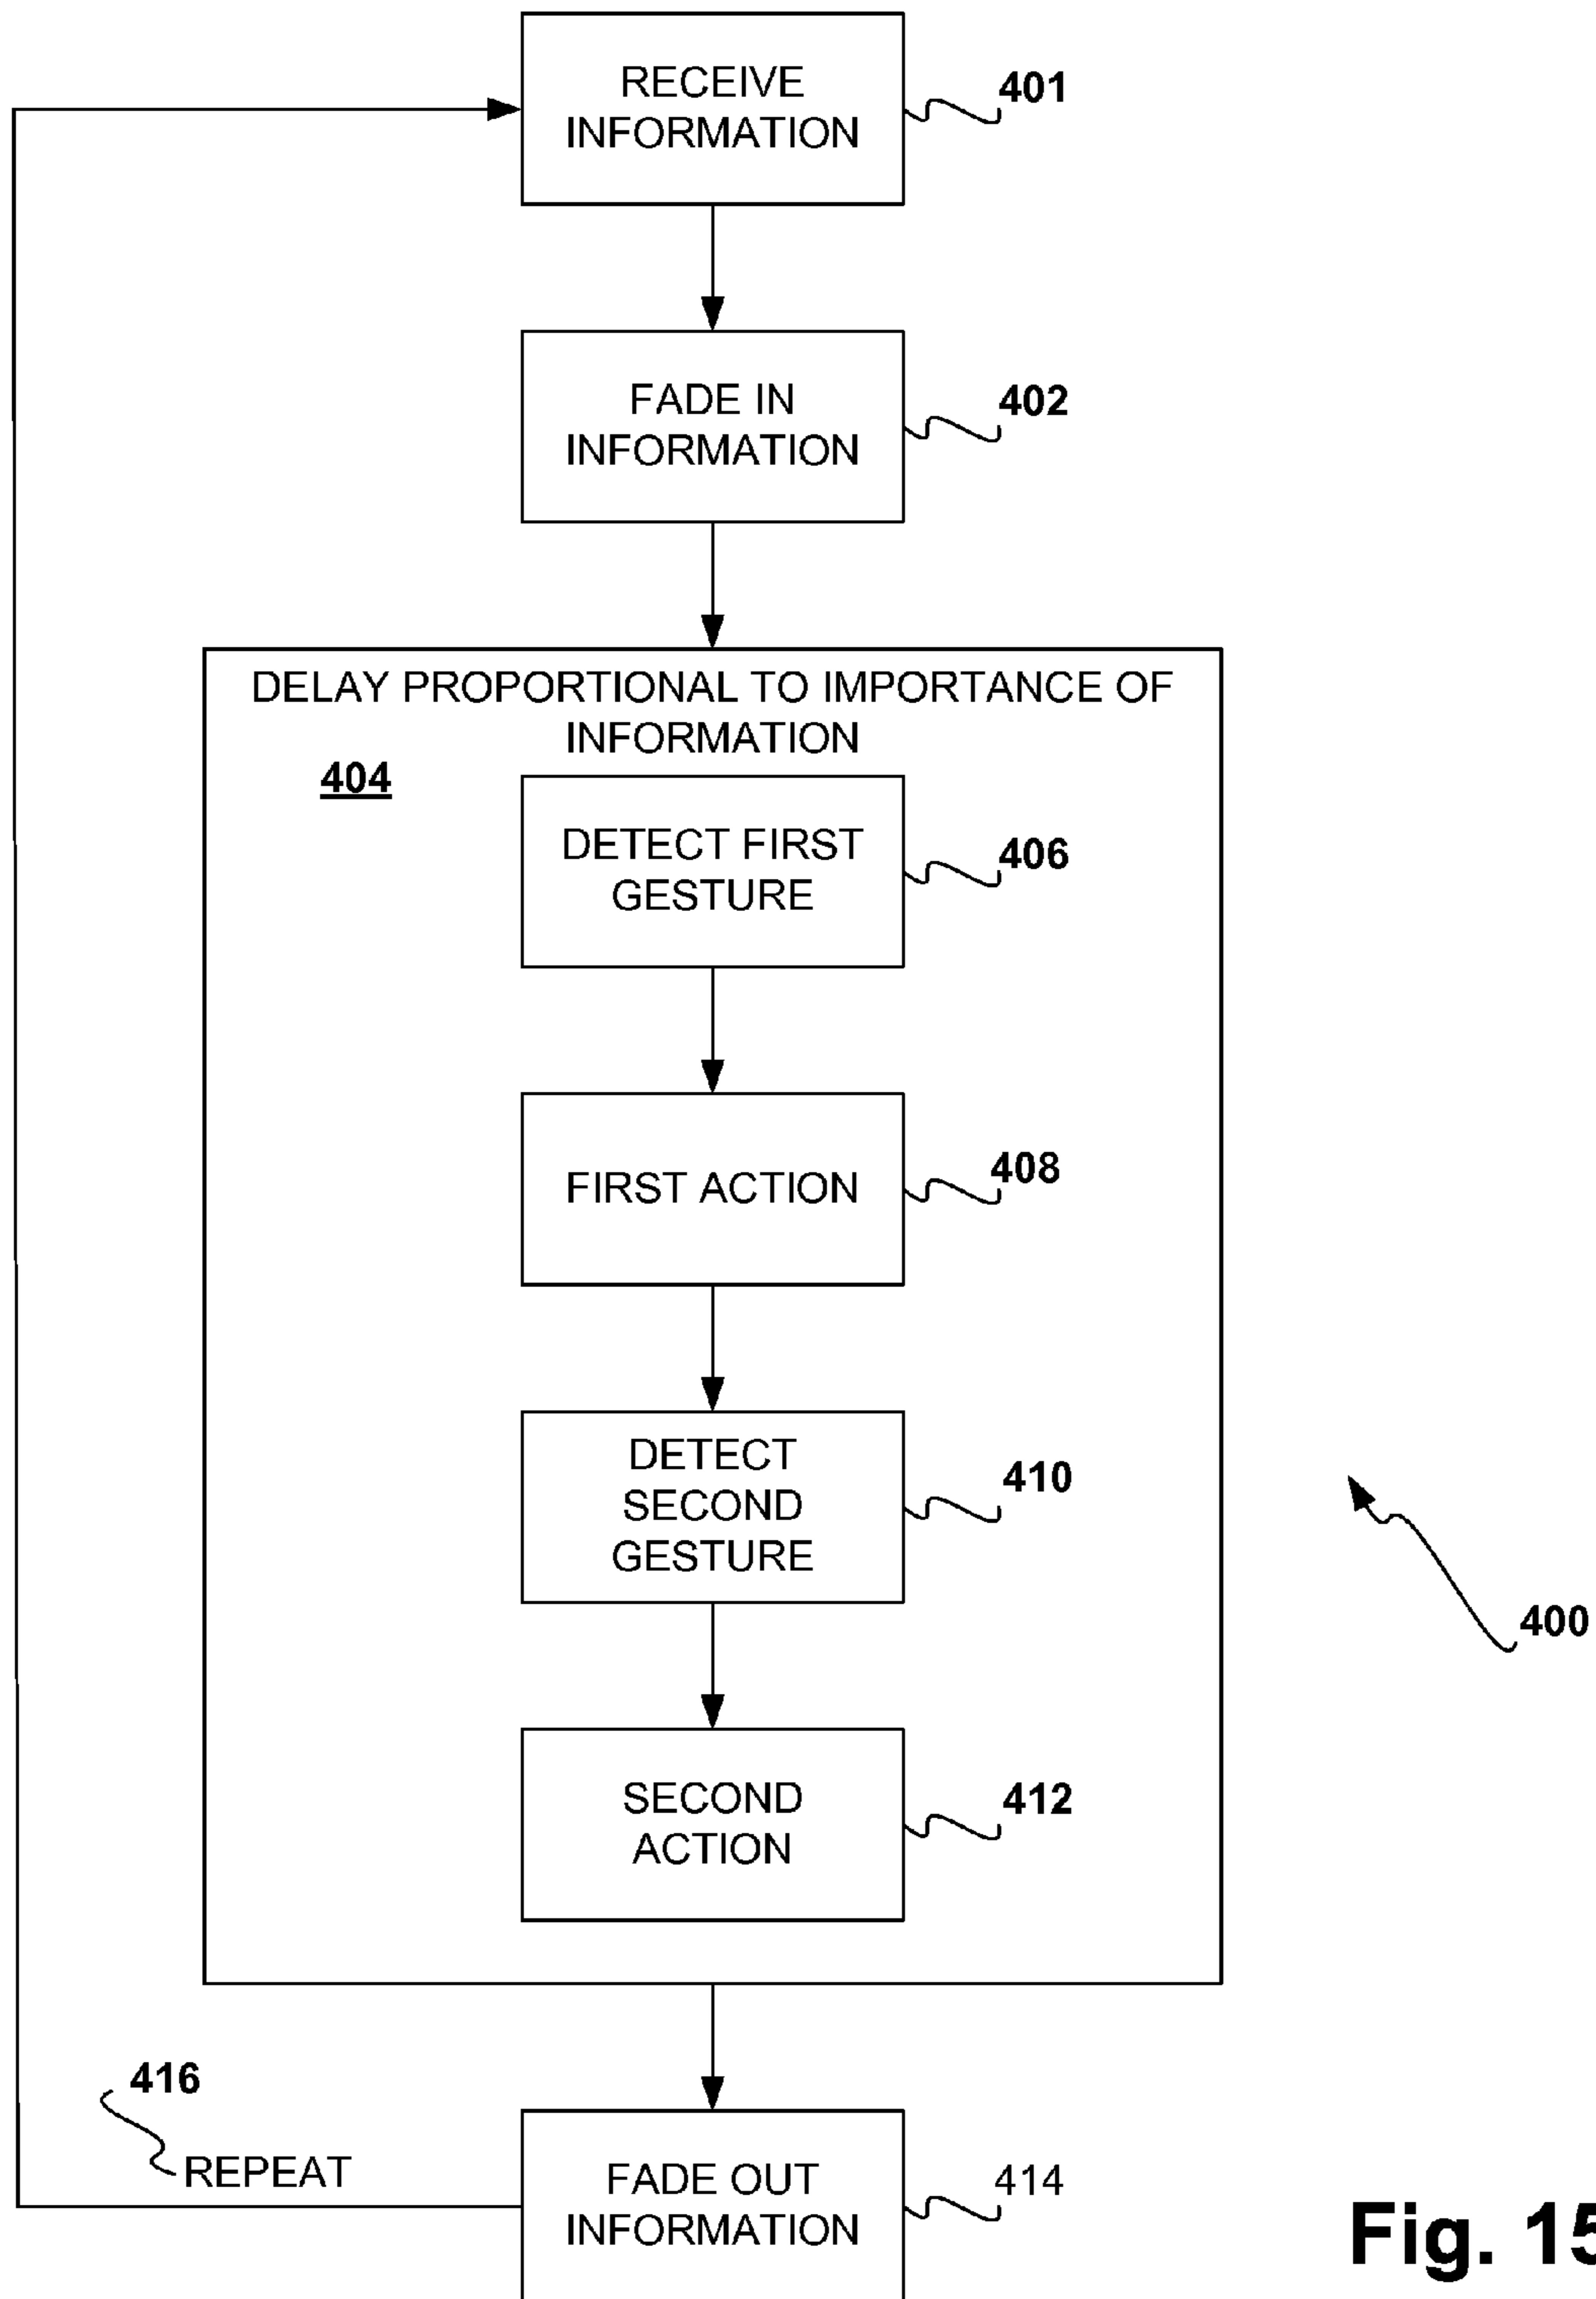 RECEIVE
INFORMATION
401
FADE IN
INFORMATION
402
DELAY PROPORTIONAL TO IMPORTANCE OF
INFORMATION
404
DETECT FIRST
GESTURE
406
FIRST ACTION
408
DETECT
SECOND
GESTURE
410
400
SECOND
ACTION
412
416
REPEAT
FADE OUT
INFORMATION
414
Fig. 15